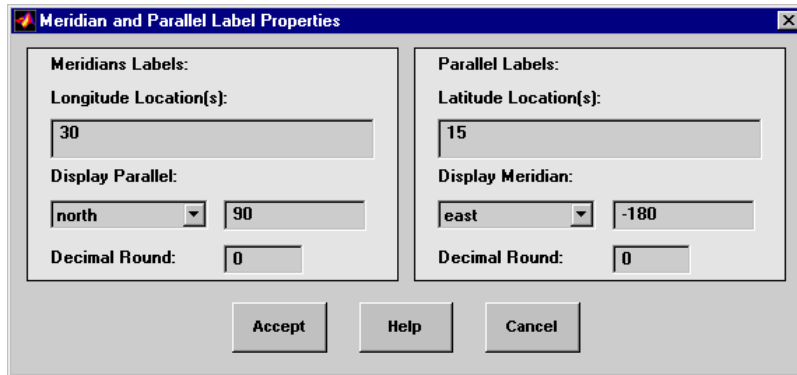 Meridian and Parallel Label Properties
Meridians Labels:
Longitude Location(s):
30
Display Parallel:
north 90
Decimal Round: 0
Parallel Labels:
Latitude Location(s):
15
Display Meridian:
east -180
Decimal Round: 0
Accept Help Cancel